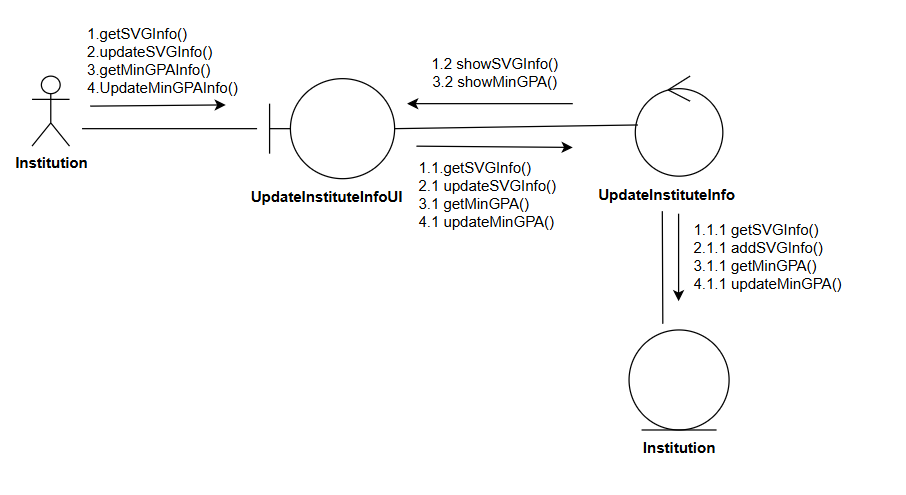 1.getSVGInfo()
2.updateSVGInfo()
3.getMinGPAInfo()
4.UpdateMinGPAInfo()
Institution
1.2 showSVGInfo()
3.2 showMinGPA()
UpdateInstituteInfoUI
1.1.getSVGInfo()
2.1 updateSVGInfo()
3.1 getMinGPA()
4.1 updateMinGPA()
UpdateInstituteInfo
1.1.1 getSVGInfo()
2.1.1 addSVGInfo()
3.1.1 getMinGPA()
4.1.1 updateMinGPA()
Institution